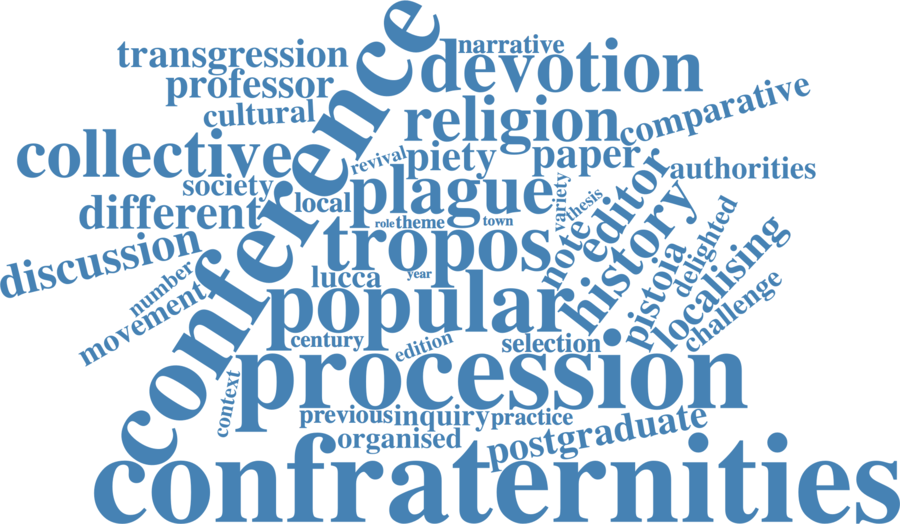 conference
narrative
transgression
devotion
professor
cultural
comparative
religion
collective
revival
piety
paper
authorities
society
plague
variety
thesis
editor
different
local
role
theme
town
history
delighted
discussion
tropos
mote
pistoia
localising
number
lucca
year
movement
popular
challenge
century
edition
selection
procession
context
previous
inquiry
practice
organised
postgraduate
confraternities